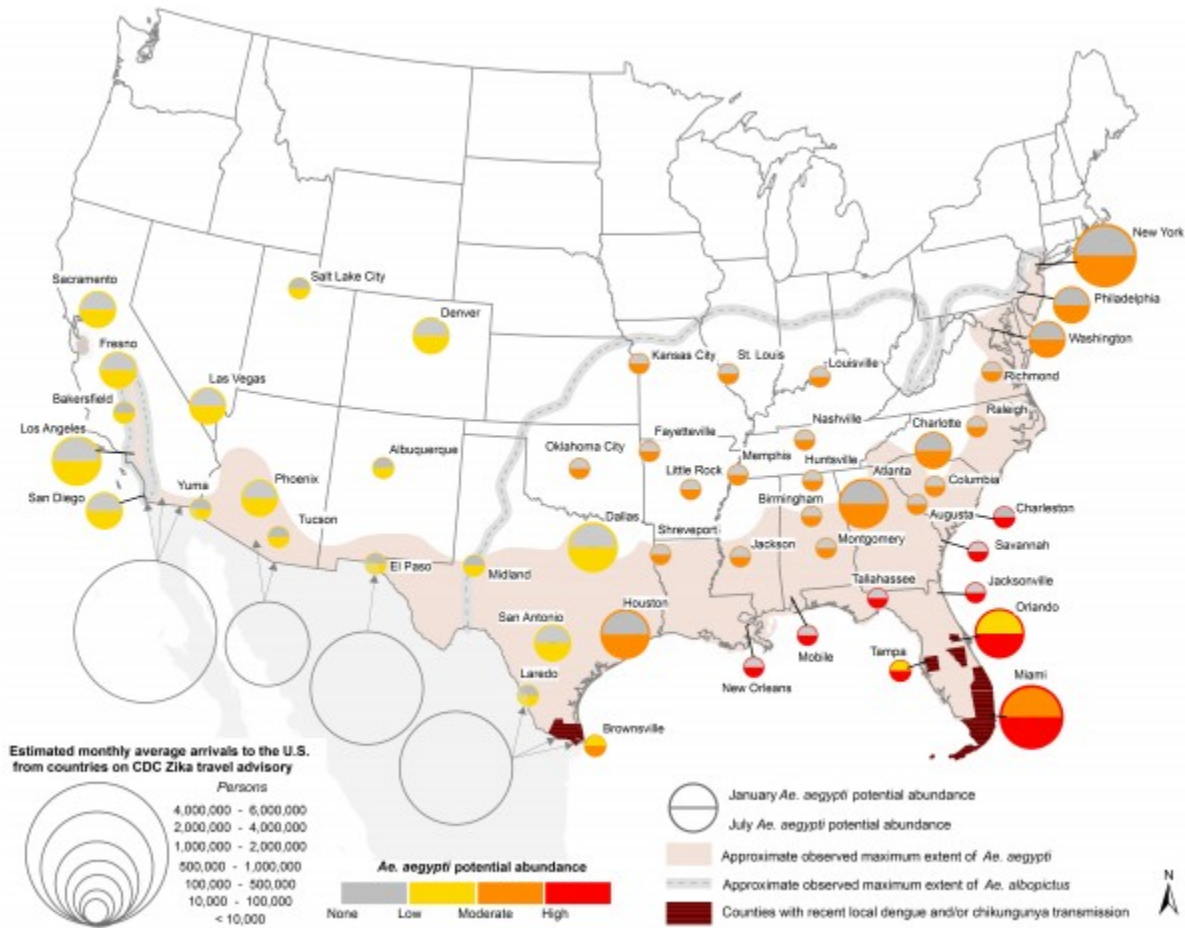 New York
Sacramento
Salt Lake City
Philadelphia
Denver
Washington
Fresno
Kansas City
St. Louis
Louisville
Las Vegas
Richmond
Bakersfield
Raleigh
Nashville
Los Angeles
Fayetteville
Charlotte
Albuquerque
Oklahoma City
Memphis
Huntsville
Atlanta
Little Rock
Columbia
Yuma
Phoenix
San Diego
Birmingham
Augusta
Charleston
Dallas
Tucson
Shreveport
Jackson
Montgomery
Savannah
El Paso
Midland
Tallahassee
Jacksonville
Houston
Orlando
San Antonio
Tampa
Mobile
Laredo
Miami
New Orleans
Brownsville
Estimated monthly average arrivals to the U.S.
from countries on CDC Zika travel advisory
Persons
4,000,000 - 6,000,000
2,000,000 - 4,000,000
1,000,000 - 2,000,000
500,000 - 1,000,000
100,000 - 500,000
10,000 - 100,000
< 10,000
Ae. aegypti potential abundance
None Low Moderate High
January Ae. aegypti potential abundance
July Ae. aegypti potential abundance
Approximate observed maximum extent of Ae. aegypti
Approximate observed maximum extent of Ae. albopictus
Counties with recent local dengue and/or chikungunya transmission
N